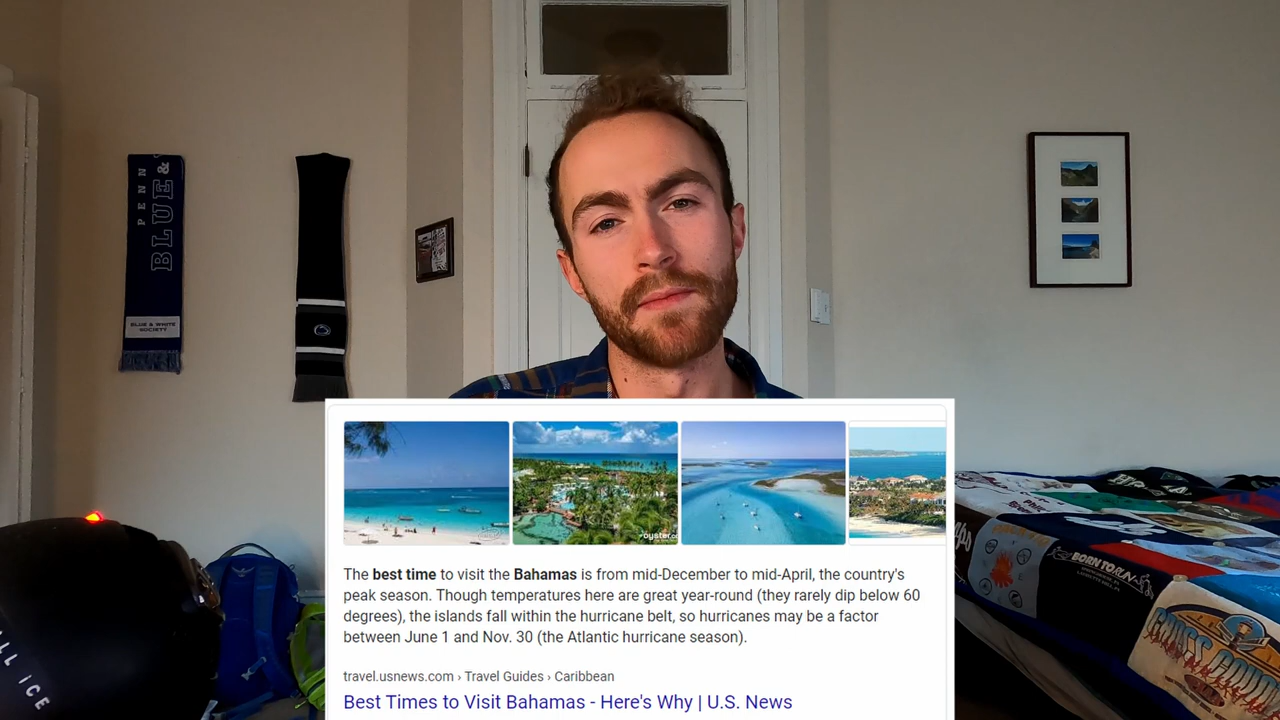 PENN
BLUE &
BLUE & WHITE
SOCIETY
BORN TO RUN
ALL ICE
oyster.co
The best time to visit the Bahamas is from mid-December to mid-April, the country's
peak season. Though temperatures here are great year-round (they rarely dip below 60
degrees), the islands fall within the hurricane belt, so hurricanes may be a factor
between June 1 and Nov. 30 (the Atlantic hurricane season).
travel.usnews.com › Travel Guides › Caribbean
Best Times to Visit Bahamas - Here's Why | U.S. News